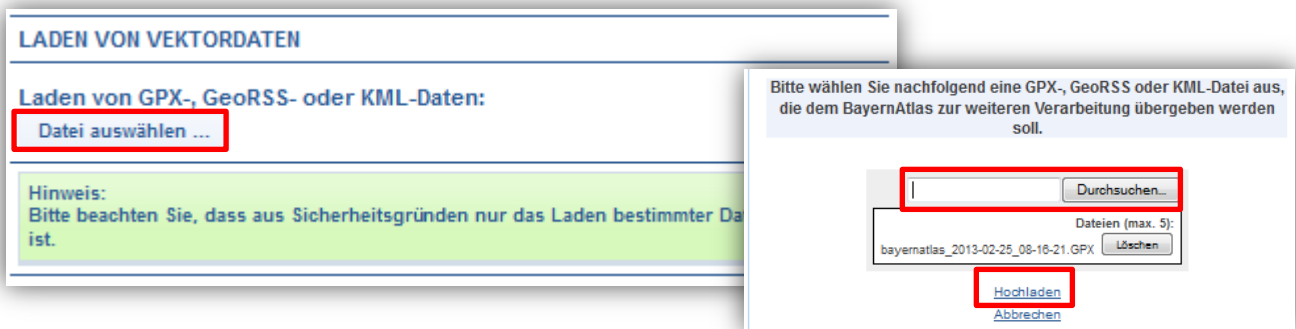 LADEN VON VEKTORDATEN
Laden von GPX-, GeoRSS- oder KML-Daten:
Datei auswählen ...
Hinweis:
Bitte beachten Sie, dass aus Sicherheitsgründen nur das Laden bestimmter Da
ist.
Bitte wählen Sie nachfolgend eine GPX-, GeoRSS oder KML-Datei aus,
die dem BayernAtlas zur weiteren Verarbeitung übergeben werden
soll.
Durchsuchen...
Dateien (max. 5):
bayernatlas_2013-02-25_08-16-21.GPX Löschen
Hochladen
Abbrechen